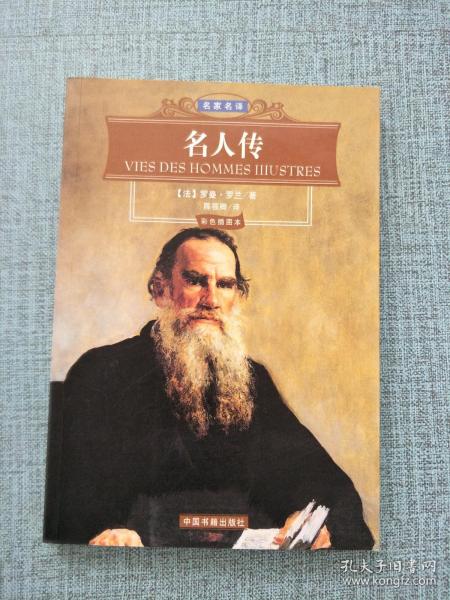 名家名译
名人传
VIES DES HOMMES IIIUSTRES
【法】罗曼·罗兰/著
陈筱卿/译
彩色插图本
中国书籍出版社
孔夫子旧书网
www.kongfz.com